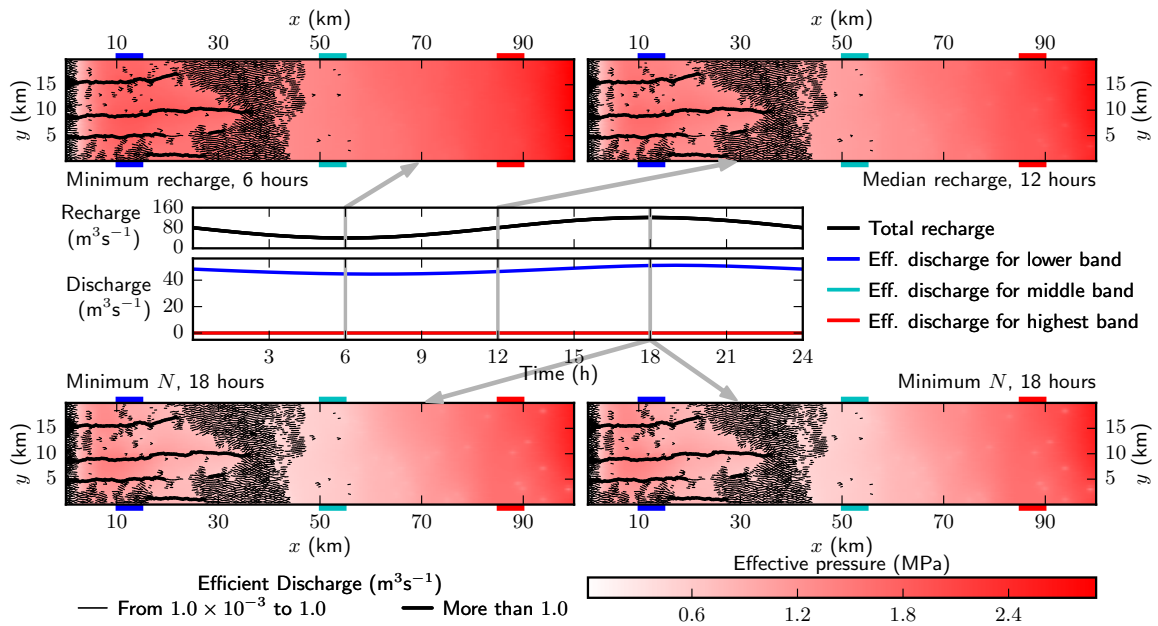 x (km)
x (km)
10 30 50 70 90
10 30 50 70 90
y (km)
15
10
5
15
10
5
y (km)
Minimum recharge, 6 hours
Median recharge, 12 hours
Recharge
(m³s⁻¹)
160
80
0
Discharge
(m³s⁻¹)
40
20
0
3 6 9 12 15 18 21 24
Time (h)
Total recharge
Eff. discharge for lower band
Eff. discharge for middle band
Eff. discharge for highest band
Minimum N, 18 hours
Minimum N, 18 hours
y (km)
15
10
5
15
10
5
y (km)
10 30 50 70 90
10 30 50 70 90
x (km)
x (km)
Efficient Discharge (m³s⁻¹)
From 1.0 × 10⁻³ to 1.0
More than 1.0
Effective pressure (MPa)
0.6 1.2 1.8 2.4